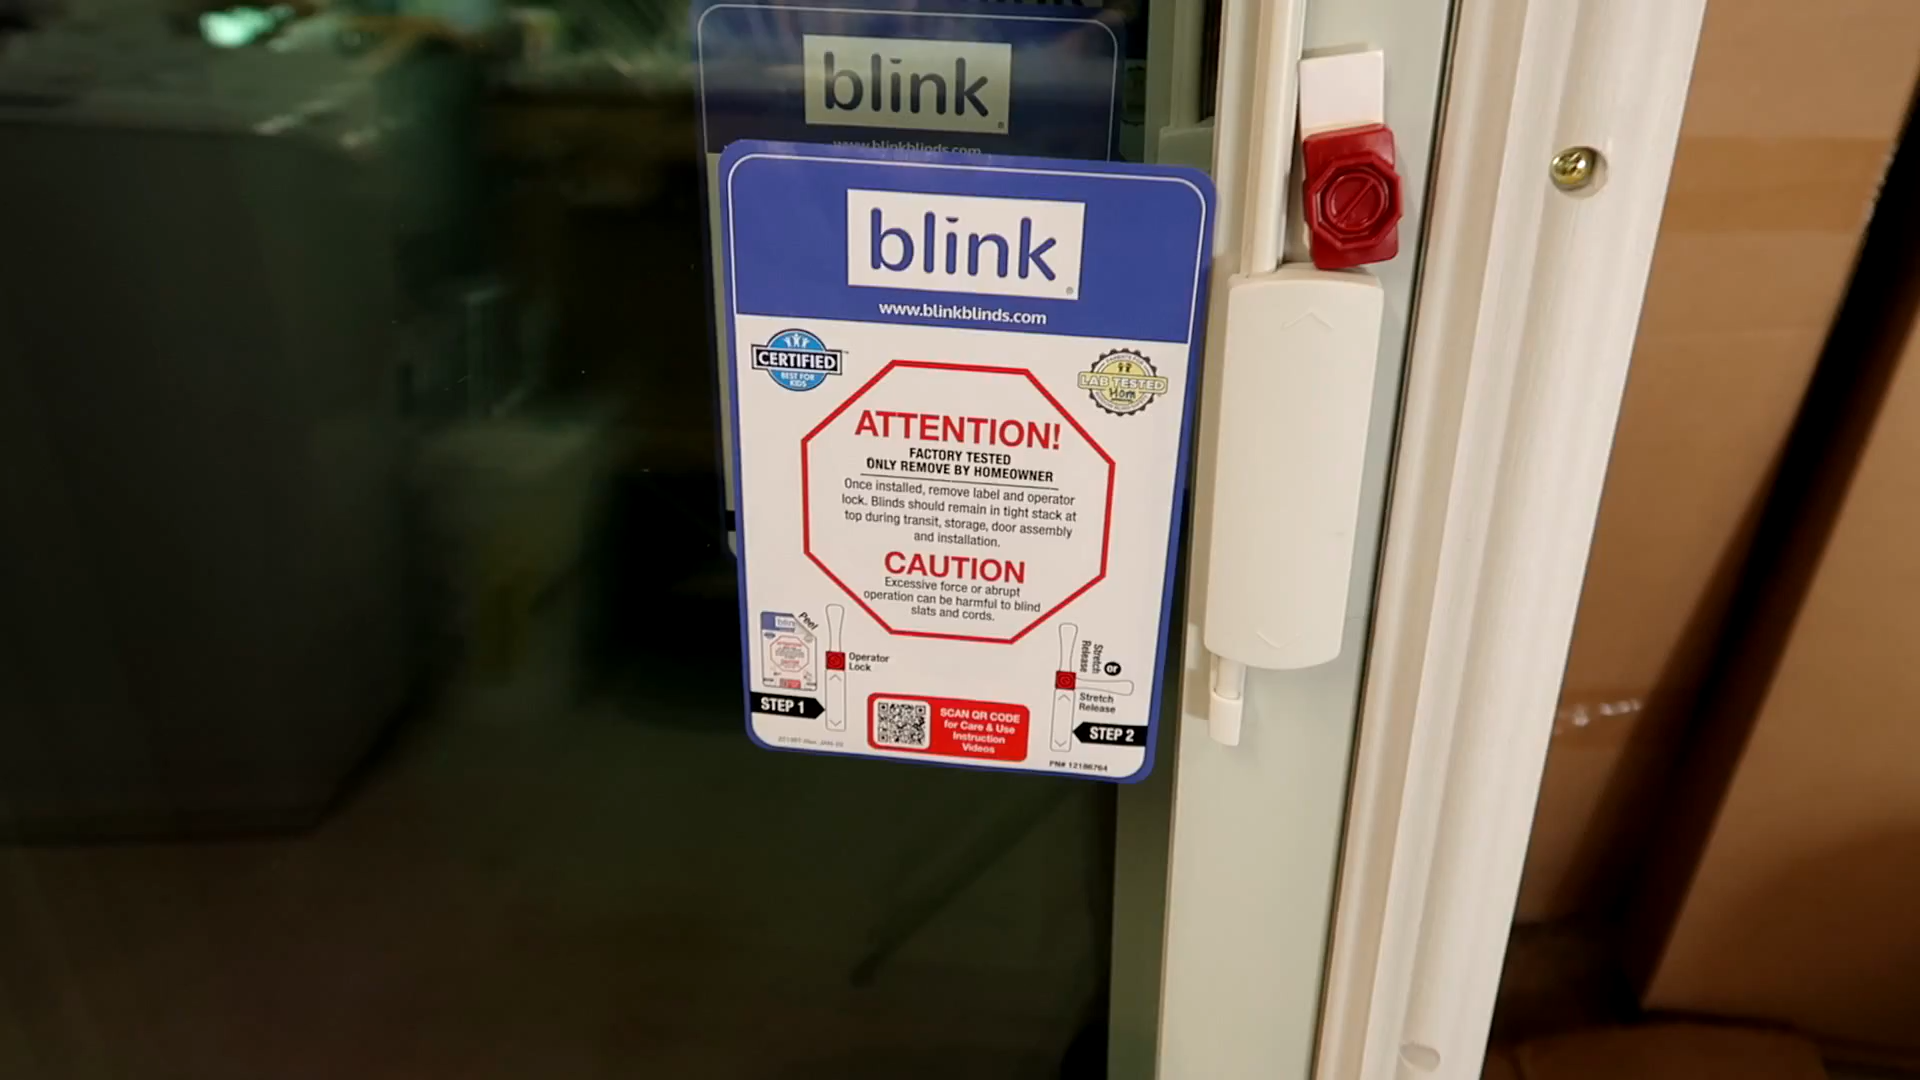 blink
www.blinkblinds.com
blink
www.blinkblinds.com
CERTIFIED
BEST FOR
KIDS
LAB TESTED
Mom
ATTENTION!
FACTORY TESTED
ONLY REMOVE BY HOMEOWNER
Once installed, remove label and operator
lock. Blinds should remain in tight stack at
top during transit, storage, door assembly
and installation.
CAUTION
Excessive force or abrupt
operation can be harmful to blind
slats and cords.
Peel
Operator
Lock
STEP 1
SCAN QR CODE
for Care & Use
Instruction
Videos
Stretch
Release
or
Stretch
Release
STEP 2
PN# 12186764